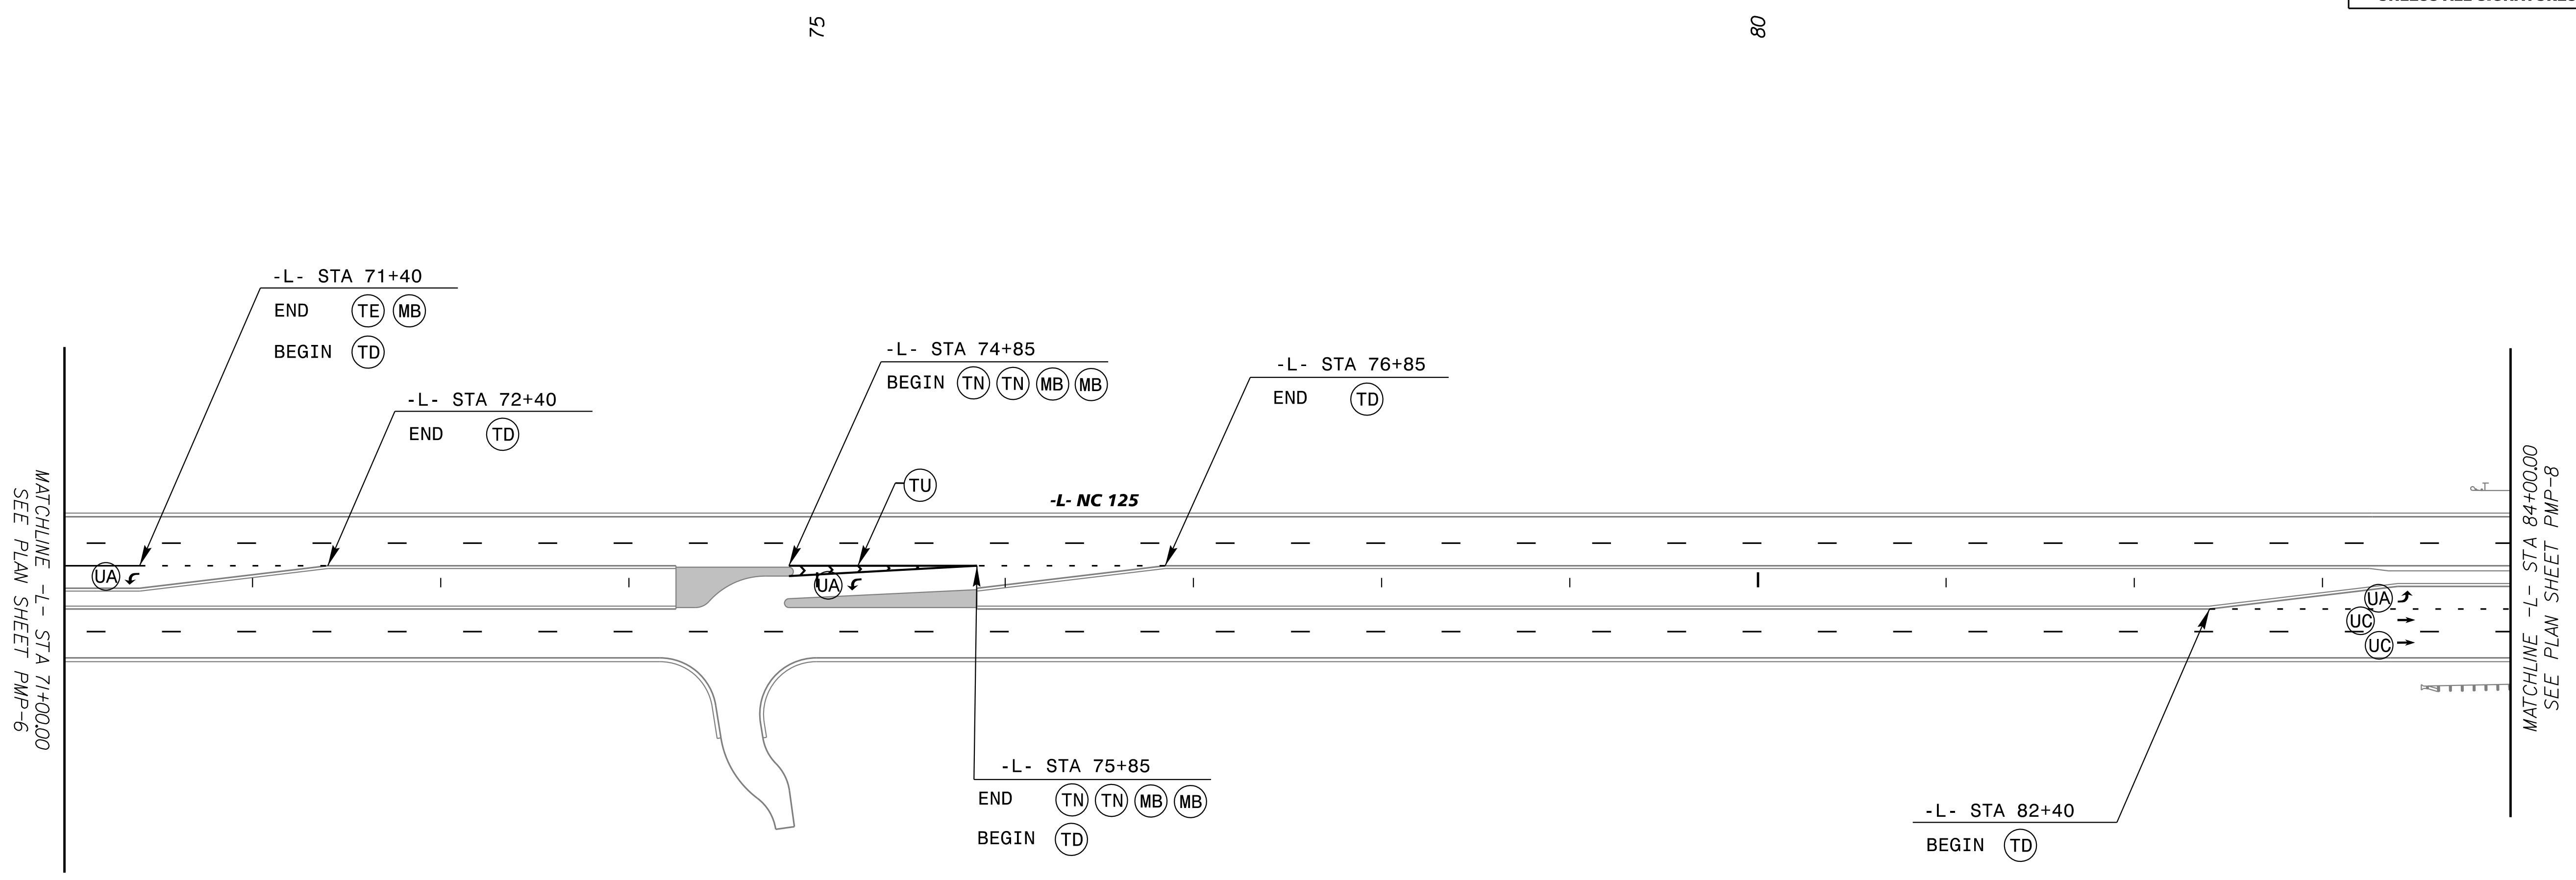 75
80
-L- STA 71+40
END TE MB
BEGIN TD
-L- STA 72+40
END TD
-L- STA 74+85
BEGIN TN TN MB MB
-L- STA 76+85
END TD
TU
-L- NC 125
UA
UA
UA
UC
UC
-L- STA 75+85
END TN TN MB MB
BEGIN TD
-L- STA 82+40
BEGIN TD
MATCHLINE -L- STA 71+00.00
SEE PLAN SHEET PMP-6
MATCHLINE -L- STA 84+00.00
SEE PLAN SHEET PMP-8